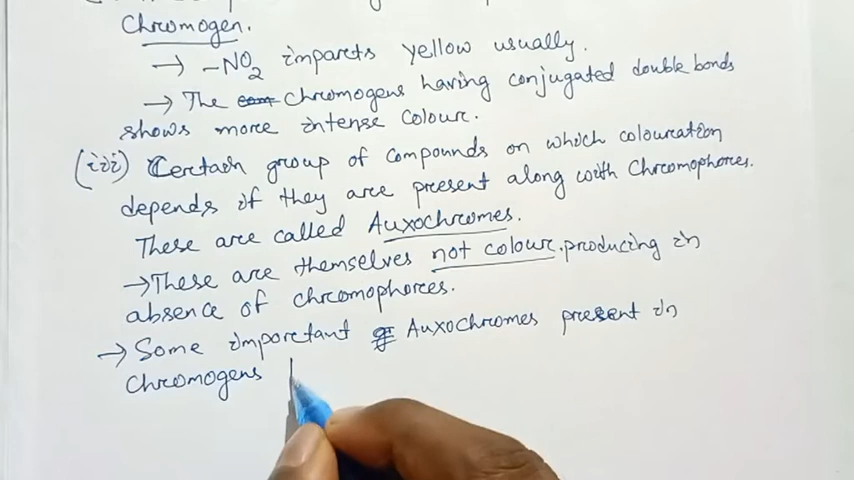 Chromogen.
→ -NO₂ imparts yellow usually.
→ The Chromogens having conjugated double bonds
shows more intense colour.
(iii) Certain group of compounds on which colouration
depends if they are present along with Chromophores.
These are called Auxochromes.
→ These are themselves not colour producing in
absence of chromophores.
→ Some important Auxochromes present in
Chromogens